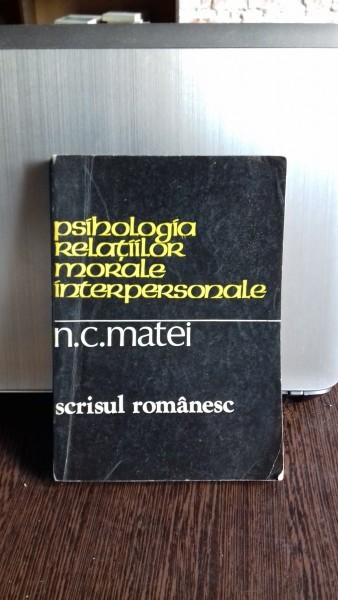 psihologia
relațiilor
morale
interpersonale
n.c.matei
scrisul românesc